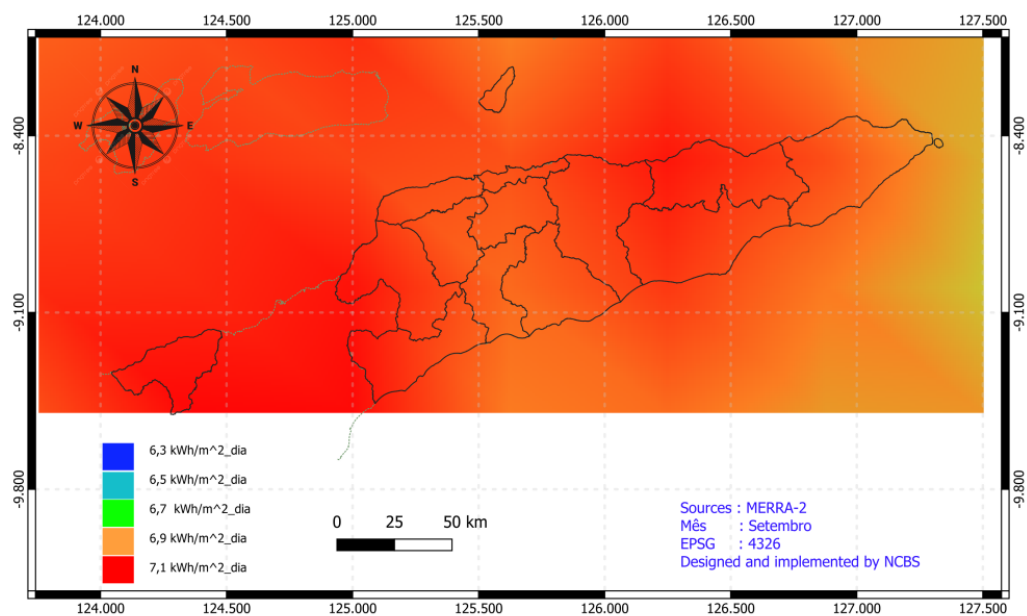 124.000 124.500 125.000 125.500 126.000 126.500 127.000 127.500
N
W E
S
-8.400 -8.400
-9.100 -9.100
-9.800 -9.800
6,3 kWh/m^2_dia
6,5 kWh/m^2_dia
6,7 kWh/m^2_dia
6,9 kWh/m^2_dia
7,1 kWh/m^2_dia
0 25 50 km
Sources : MERRA-2
Mês : Setembro
EPSG : 4326
Designed and implemented by NCBS
124.000 124.500 125.000 125.500 126.000 126.500 127.000 127.500